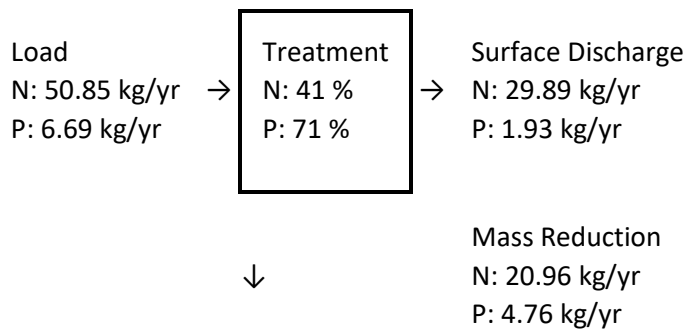 Load
N: 50.85 kg/yr
P: 6.69 kg/yr
→
Treatment
N: 41 %
P: 71 %
→
Surface Discharge
N: 29.89 kg/yr
P: 1.93 kg/yr
↓
Mass Reduction
N: 20.96 kg/yr
P: 4.76 kg/yr